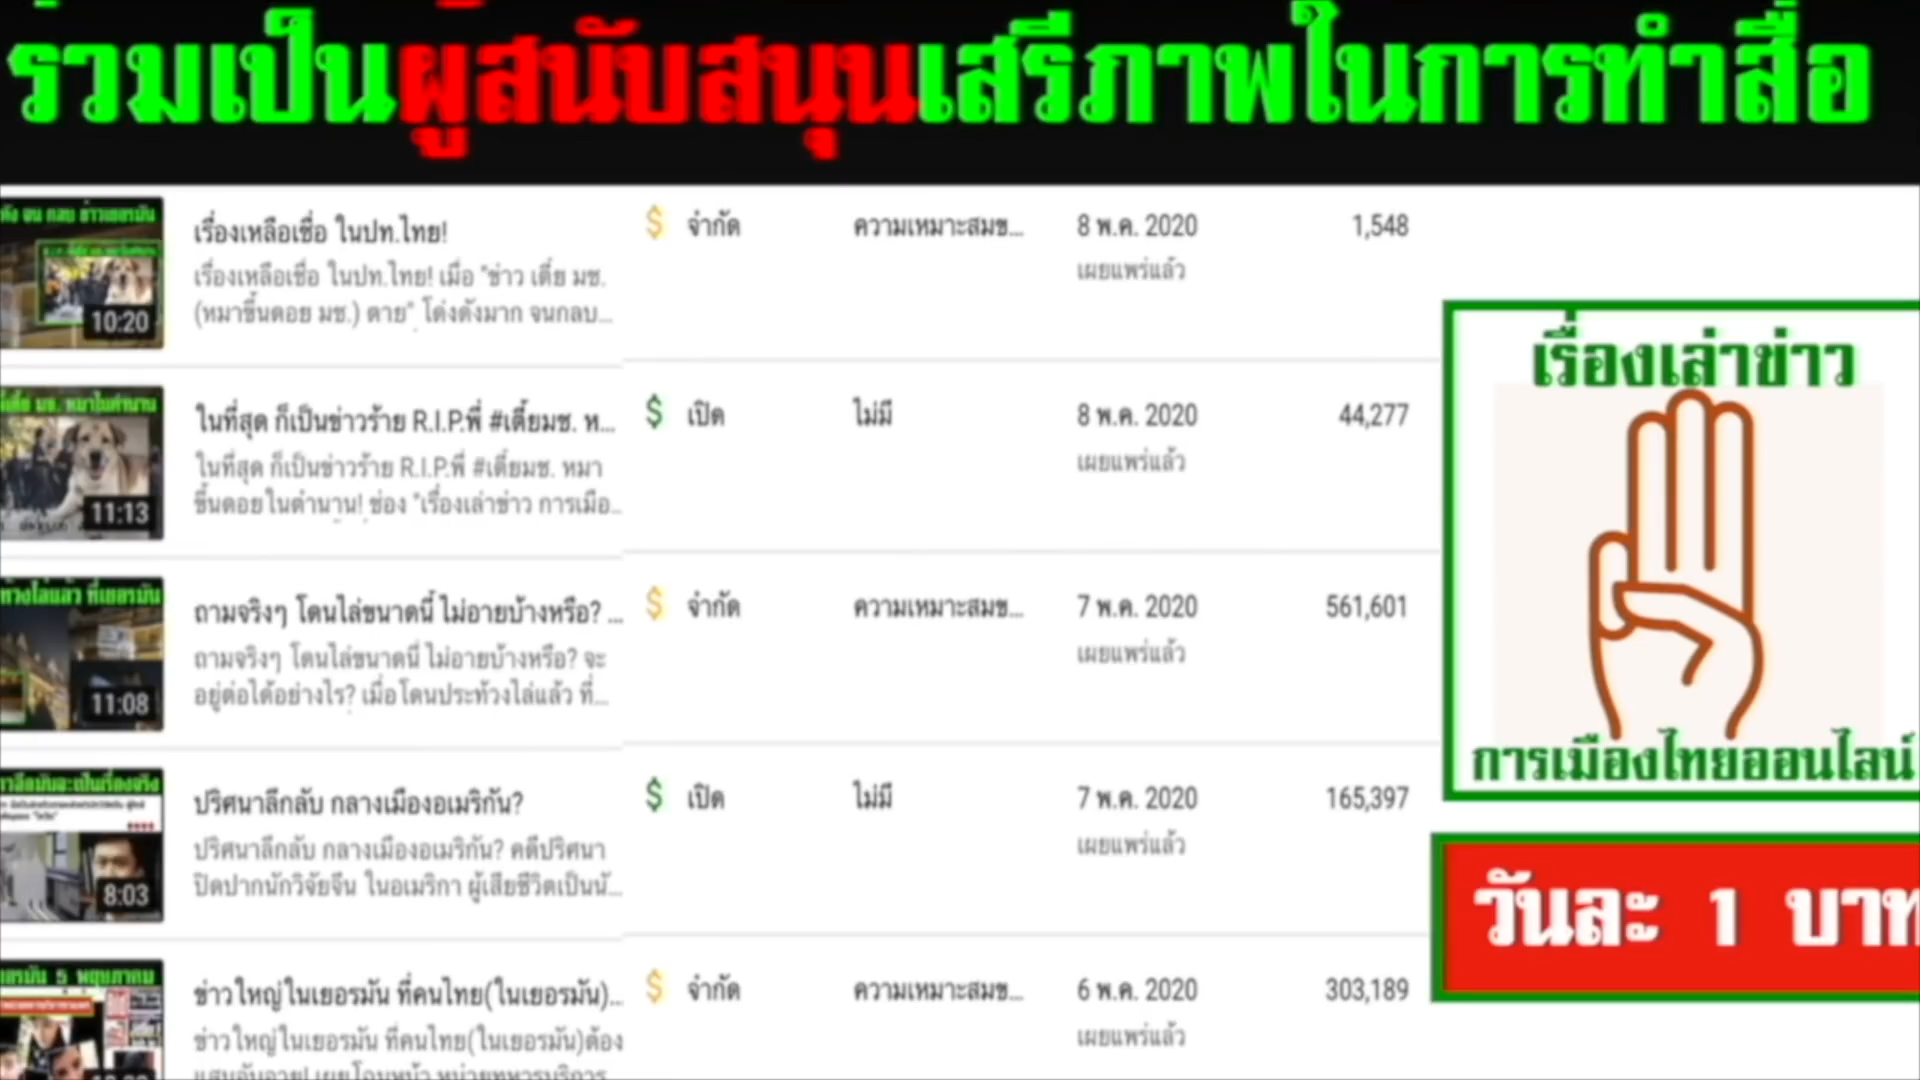 ร่วมเป็นผู้สนับสนุนเสรีภาพในการทำสื่อ
10:20
เรื่องเหลือเชื่อ ในปท.ไทย!
เรื่องเหลือเชื่อ ในปท.ไทย! เมื่อ "ข่าว เตี้ย มช.
(หมาขึ้นดอย มช.) ตาย" โด่งดังมาก จนกลบ...
$ จำกัด
ความเหมาะสมข...
8 พ.ค. 2020
เผยแพร่แล้ว
1,548
11:13
ในที่สุด ก็เป็นข่าวร้าย R.I.P.พี่ #เตี้ยมช. ห...
ในที่สุด ก็เป็นข่าวร้าย R.I.P.พี่ #เตี้ยมช. หมา
ขึ้นดอยในตำนาน! ช่อง "เรื่องเล่าข่าว การเมือ...
$ เปิด
ไม่มี
8 พ.ค. 2020
เผยแพร่แล้ว
44,277
11:08
ถามจริงๆ โดนไล่ขนาดนี้ ไม่อายบ้างหรือ? ...
ถามจริงๆ โดนไล่ขนาดนี้ ไม่อายบ้างหรือ? จะ
อยู่ต่อได้อย่างไร? เมื่อโดนประท้วงไล่แล้ว ที่...
$ จำกัด
ความเหมาะสมข...
7 พ.ค. 2020
เผยแพร่แล้ว
561,601
8:03
ปริศนาลึกลับ กลางเมืองอเมริกัน?
ปริศนาลึกลับ กลางเมืองอเมริกัน? คดีปริศนา
ปิดปากนักวิจัยจีน ในอเมริกา ผู้เสียชีวิตเป็นนั...
$ เปิด
ไม่มี
7 พ.ค. 2020
เผยแพร่แล้ว
165,397
ข่าวใหญ่ในเยอรมัน ที่คนไทย(ในเยอรมัน)...
ข่าวใหญ่ในเยอรมัน ที่คนไทย(ในเยอรมัน)ต้อง
$ จำกัด
ความเหมาะสมข...
6 พ.ค. 2020
เผยแพร่แล้ว
303,189
เรื่องเล่าข่าว
การเมืองไทยออนไลน์
วันละ 1 บาท